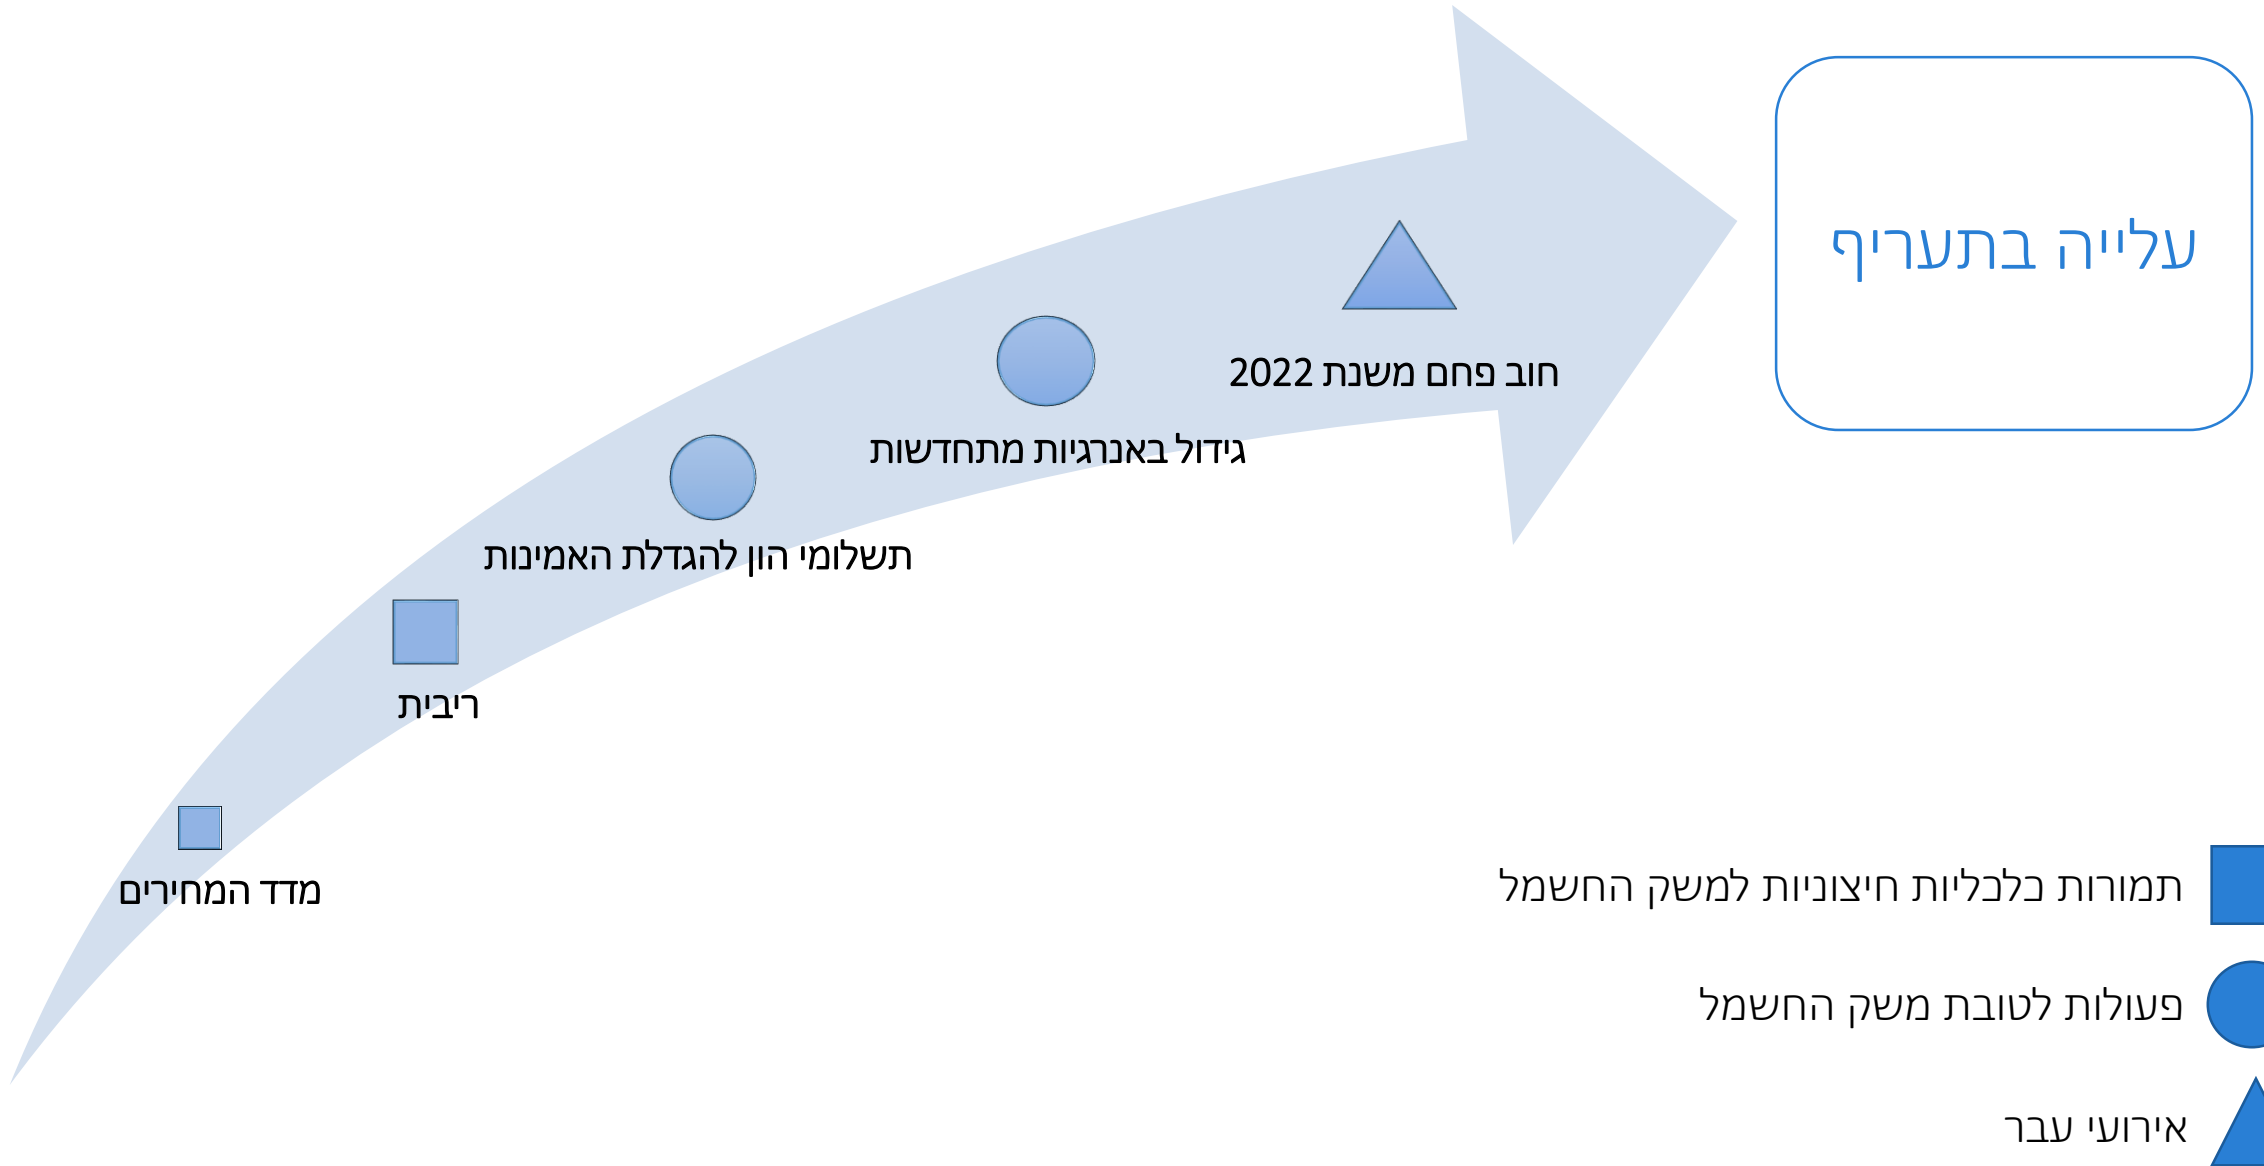 עלייה בתעריף
חוב פחם משנת 2022
גידול באנרגיות מתחדשות
תשלומי הון להגדלת האמינות
ריבית
מדד המחירים
תמורות כלכליות חיצוניות למשק החשמל
פעולות לטובת משק החשמל
אירועי עבר